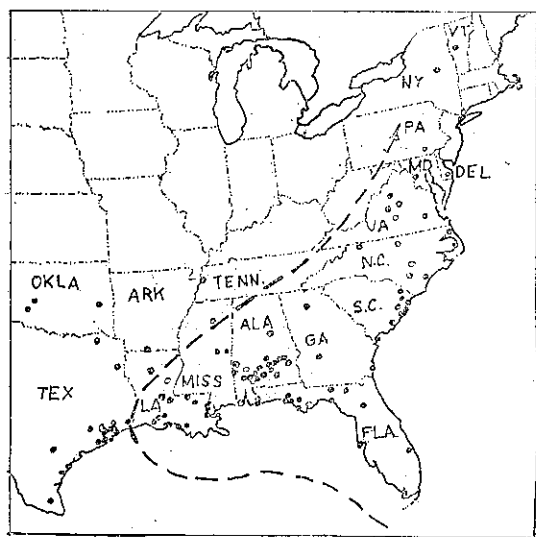 VT
NY
PA
MD
DEL.
VA
OKLA
ARK
TENN.
N.C.
S.C.
ALA
GA
TEX
LA
MISS
FLA.